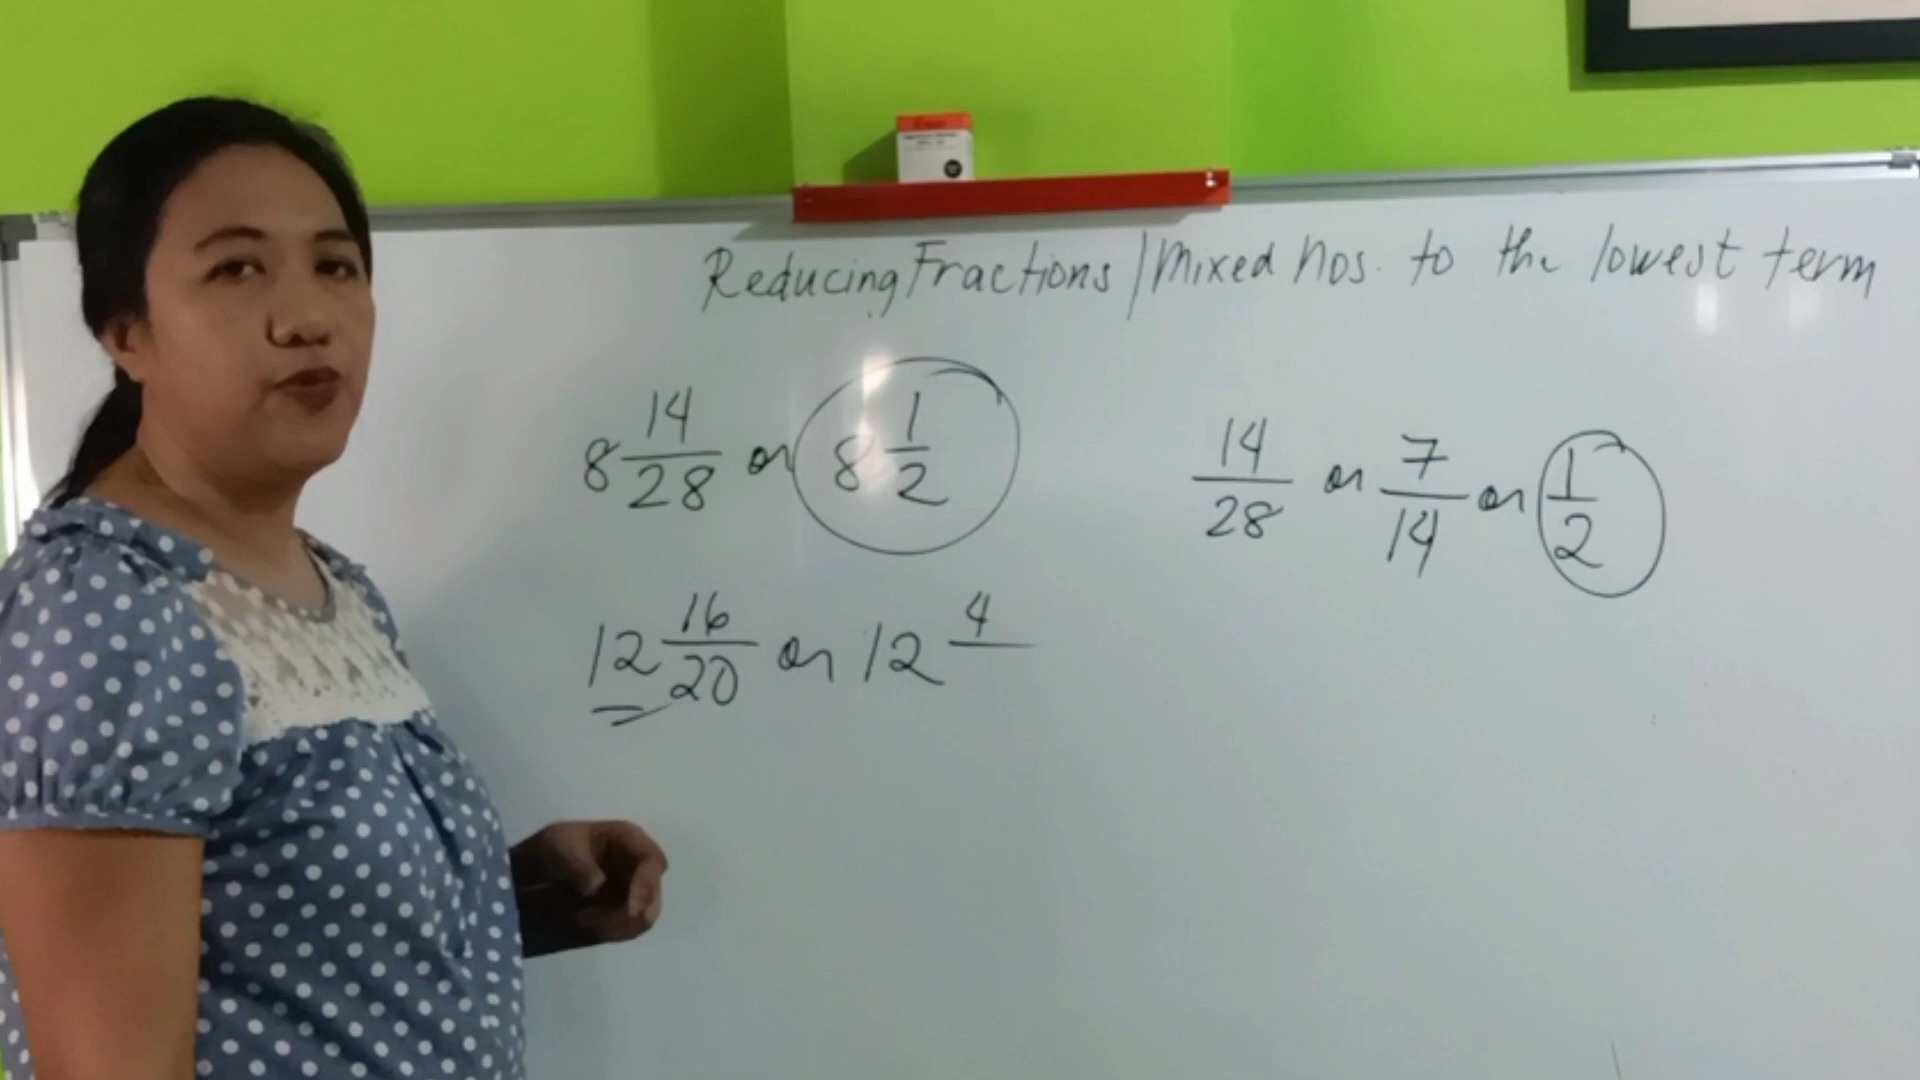 Reducing Fractions / Mixed Nos. to the lowest term
8 14/28 or 8 1/2
14/28 or 7/14 or 1/2
12 16/20 or 12 4/